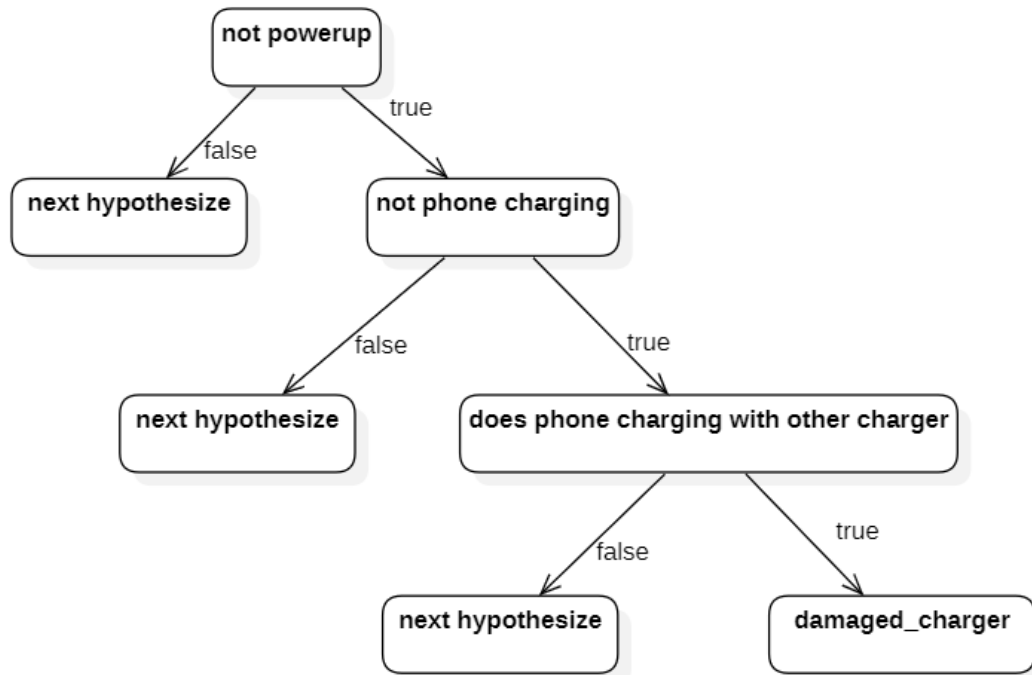 not powerup
true
false
next hypothesize
not phone charging
false
true
next hypothesize
does phone charging with other charger
false
true
next hypothesize
damaged_charger